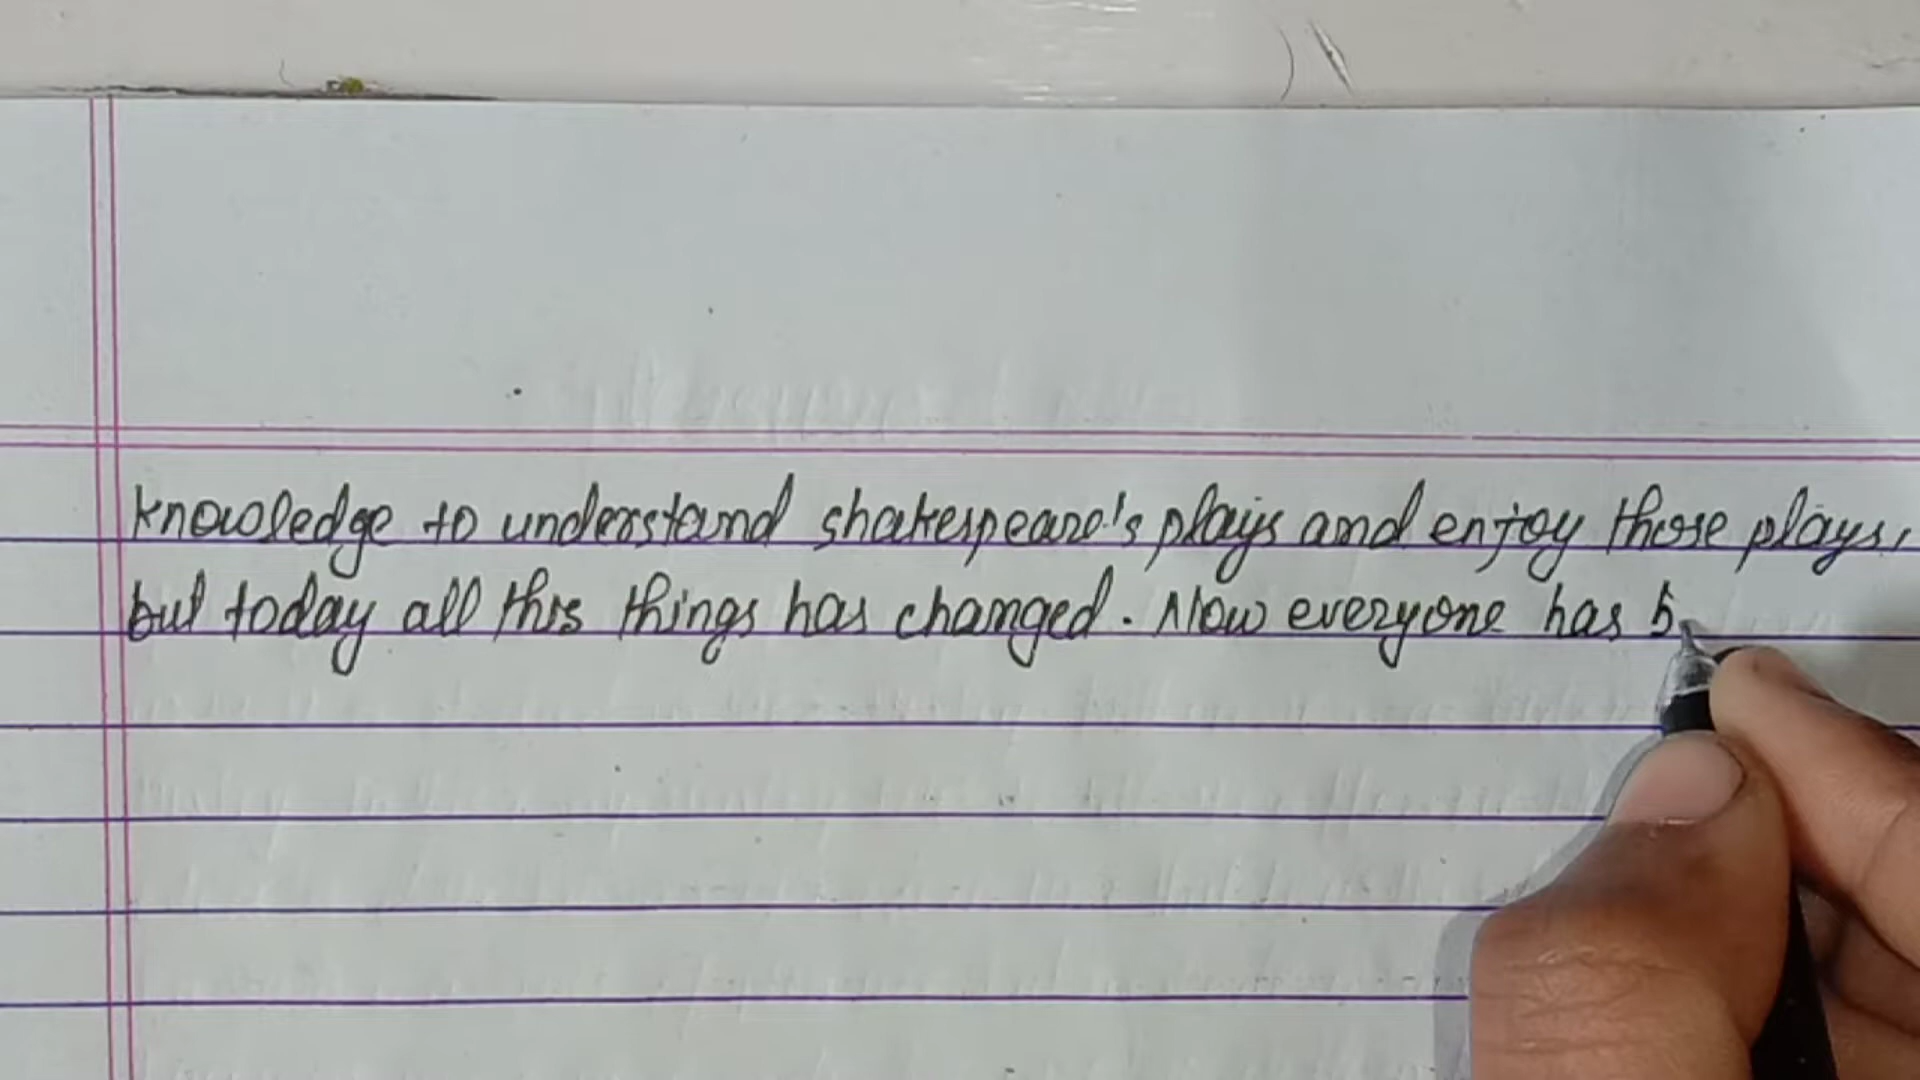 knowledge to understand shakespeare's plays and enjoy those plays,
but today all this things has changed. Now everyone has